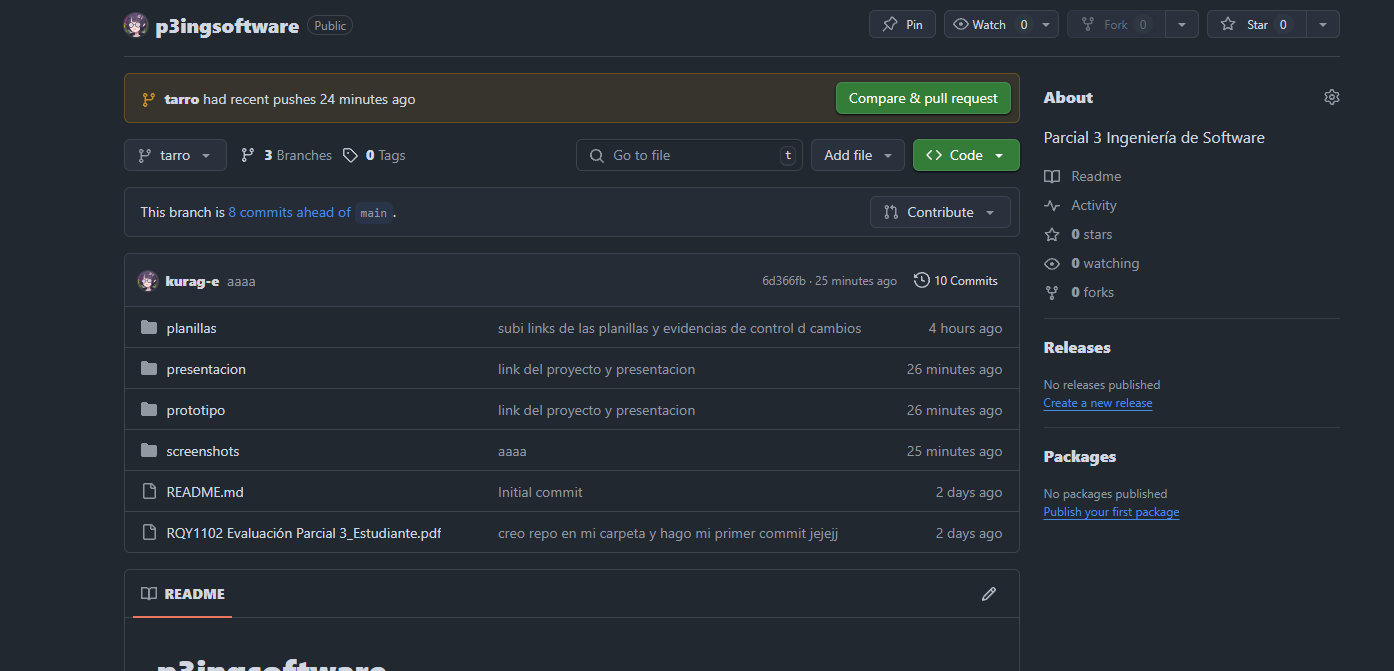 p3ingsoftware Public Pin Watch 0 Fork 0 Star 0
tarro had recent pushes 24 minutes ago Compare & pull request
tarro 3 Branches 0 Tags Go to file t Add file Code
This branch is 8 commits ahead of main . Contribute
kurag-e aaaa 6d366fb · 25 minutes ago 10 Commits
planillas subi links de las planillas y evidencias de control d cambios 4 hours ago
presentacion link del proyecto y presentacion 26 minutes ago
prototipo link del proyecto y presentacion 26 minutes ago
screenshots aaaa 25 minutes ago
README.md Initial commit 2 days ago
RQY1102 Evaluación Parcial 3_Estudiante.pdf creo repo en mi carpeta y hago mi primer commit jejejj 2 days ago
README
p3ingsoftware
About
Parcial 3 Ingeniería de Software
Readme
Activity
0 stars
0 watching
0 forks
Releases
No releases published
Create a new release
Packages
No packages published
Publish your first package